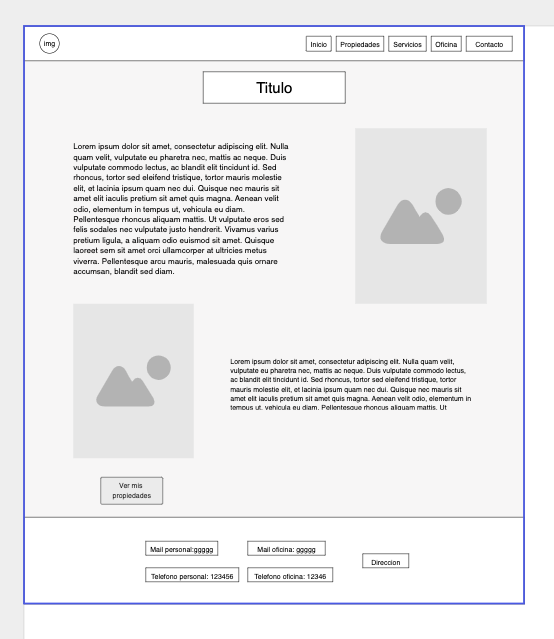 img
Inicio
Propiedades
Servicios
Oficina
Contacto
Titulo
Lorem ipsum dolor sit amet, consectetur adipiscing elit. Nulla
quam velit, vulputate eu pharetra nec, mattis ac neque. Duis
vulputate commodo lectus, ac blandit elit tincidunt id. Sed
rhoncus, tortor sed eleifend tristique, tortor mauris molestie
elit, et lacinia ipsum quam nec dui. Quisque nec mauris sit
amet elit iaculis pretium sit amet quis magna. Aenean velit
odio, elementum in tempus ut, vehicula eu diam.
Pellentesque rhoncus aliquam mattis. Ut vulputate eros sed
felis sodales nec vulputate justo hendrerit. Vivamus varius
pretium ligula, a aliquam odio euismod sit amet. Quisque
laoreet sem sit amet orci ullamcorper at ultricies metus
viverra. Pellentesque arcu mauris, malesuada quis ornare
accumsan, blandit sed diam.
Lorem ipsum dolor sit amet, consectetur adipiscing elit. Nulla quam velit,
vulputate eu pharetra nec, mattis ac neque. Duis vulputate commodo lectus,
ac blandit elit tincidunt id. Sed rhoncus, tortor sed eleifend tristique, tortor
mauris molestie elit, et lacinia ipsum quam nec dui. Quisque nec mauris sit
amet elit iaculis pretium sit amet quis magna. Aenean velit odio, elementum in
tempus ut, vehicula eu diam. Pellentesque rhoncus aliquam mattis. Ut
Ver mis
propiedades
Mail personal:ggggg
Mail oficina: ggggg
Direccion
Telefono personal: 123456
Telefono oficina: 12346